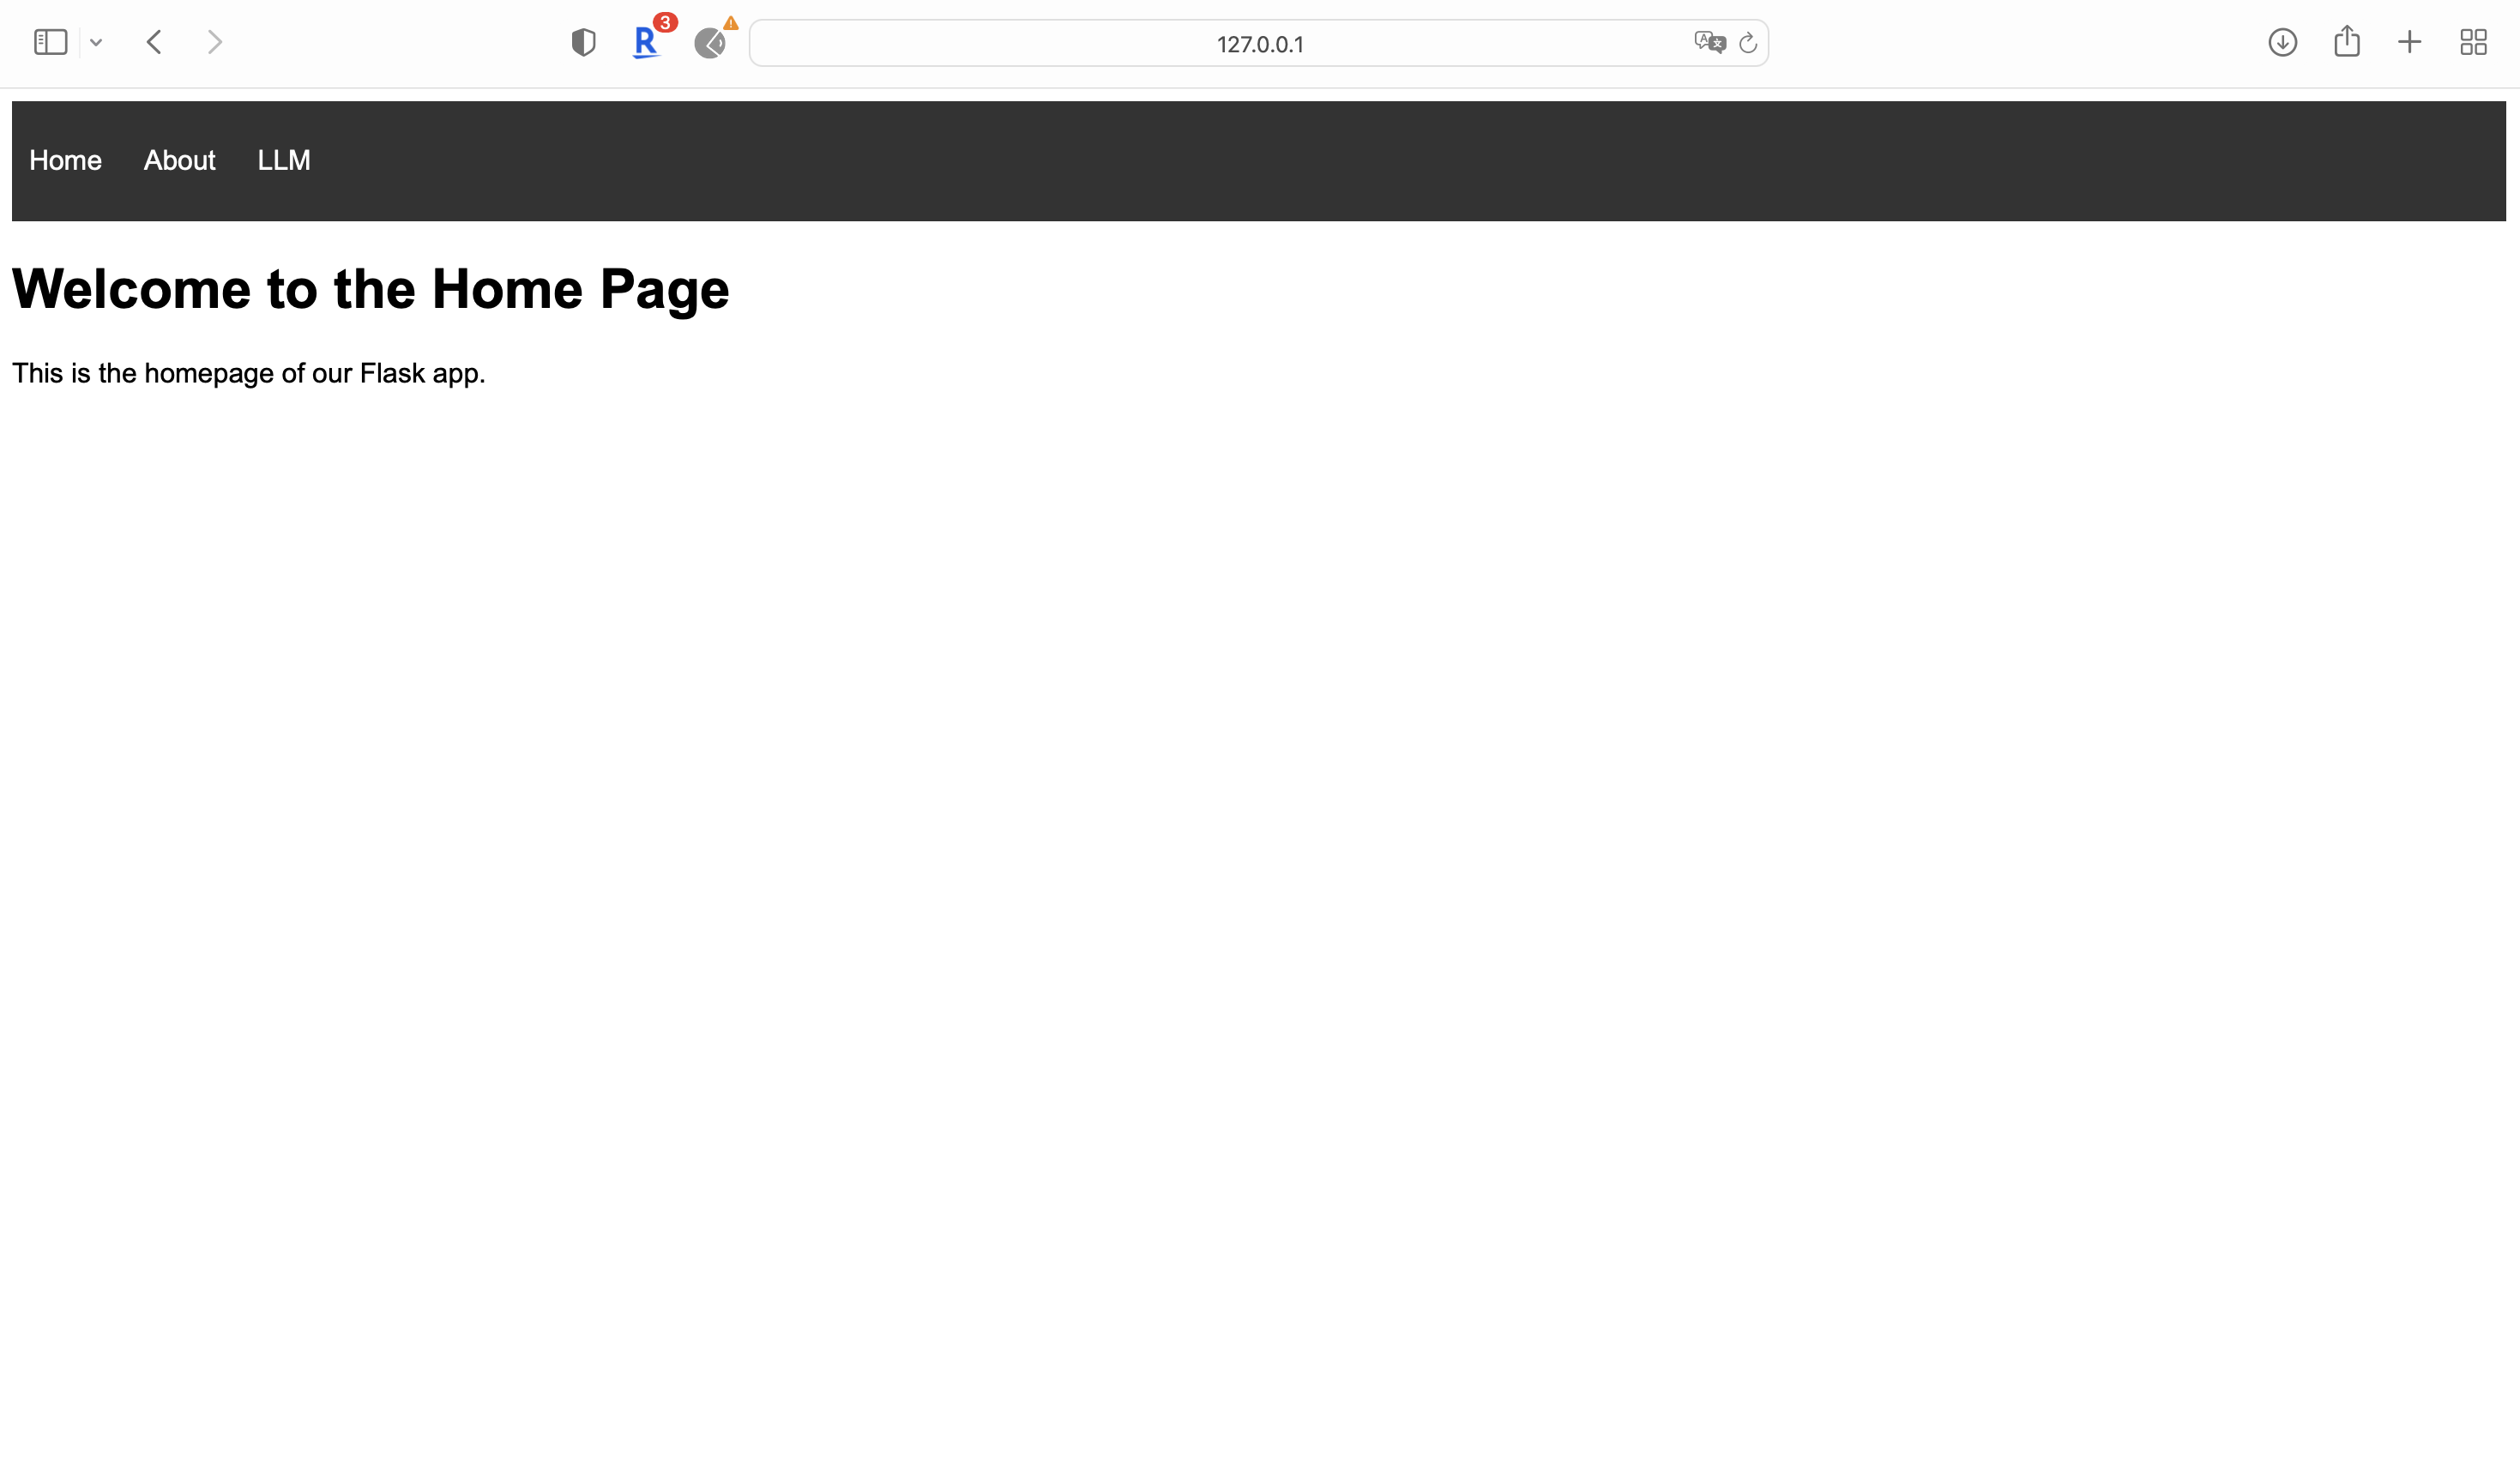 R 3
127.0.0.1
Home About LLM
Welcome to the Home Page
This is the homepage of our Flask app.